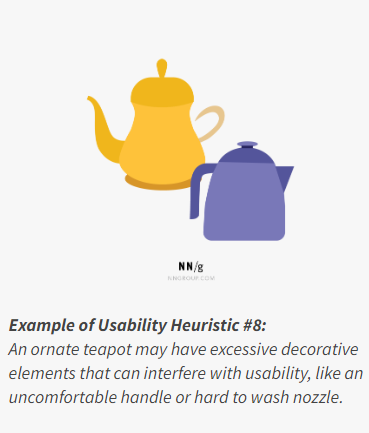 NN/g
NNGROUP.COM
Example of Usability Heuristic #8:
An ornate teapot may have excessive decorative
elements that can interfere with usability, like an
uncomfortable handle or hard to wash nozzle.